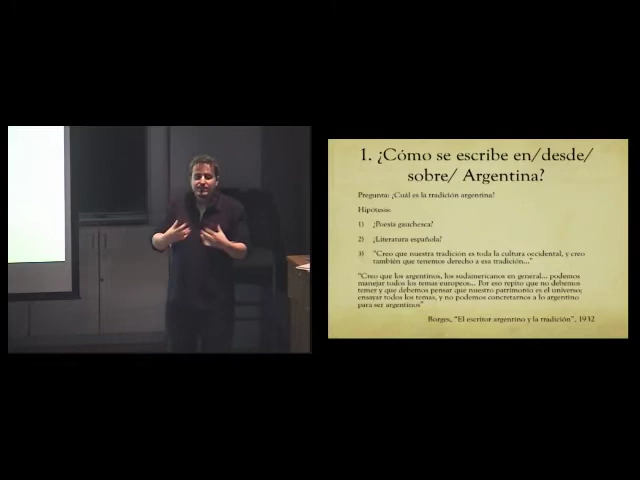 1. ¿Cómo se escribe en/desde/
sobre/ Argentina?
Pregunta: ¿Cuál es la tradición argentina?
Hipótesis:
1) ¿Poesía gauchesca?
2) ¿Literatura española?
3) "Creo que nuestra tradición es toda la cultura occidental, y creo
también que tenemos derecho a esa tradición..."
"Creo que los argentinos, los sudamericanos en general... podemos
manejar todos los temas europeos... Por eso repito que no debemos
temer y que debemos pensar que nuestro patrimonio es el universo;
ensayar todos los temas, y no podemos concretarnos a lo argentino
para ser argentinos"
Borges, "El escritor argentino y la tradición", 1932